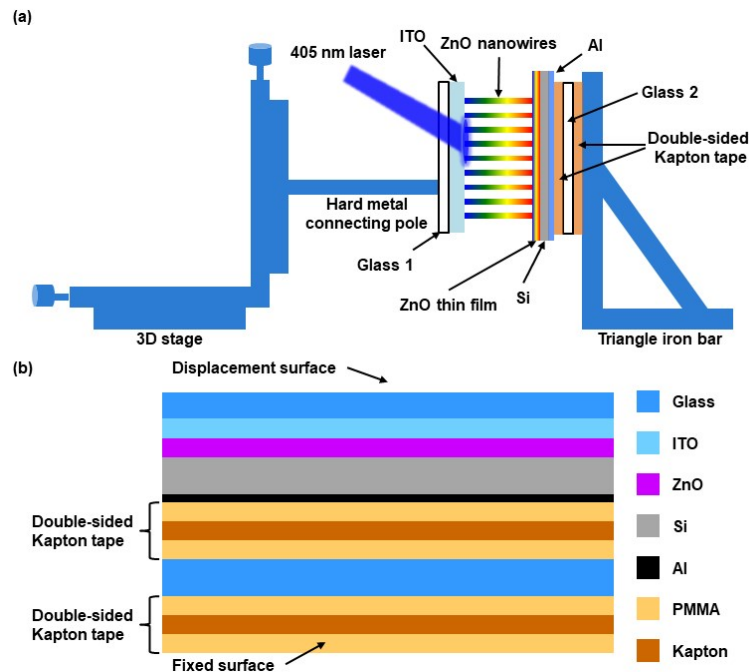 (a)
ITO
ZnO nanowires
Al
405 nm laser
Glass 2
Double-sided
Kapton tape
Hard metal
connecting pole
Glass 1
ZnO thin film
Si
3D stage
Triangle iron bar
(b)
Displacement surface
Glass
ITO
ZnO
Double-sided
Kapton tape
Si
Al
Double-sided
Kapton tape
PMMA
Fixed surface
Kapton